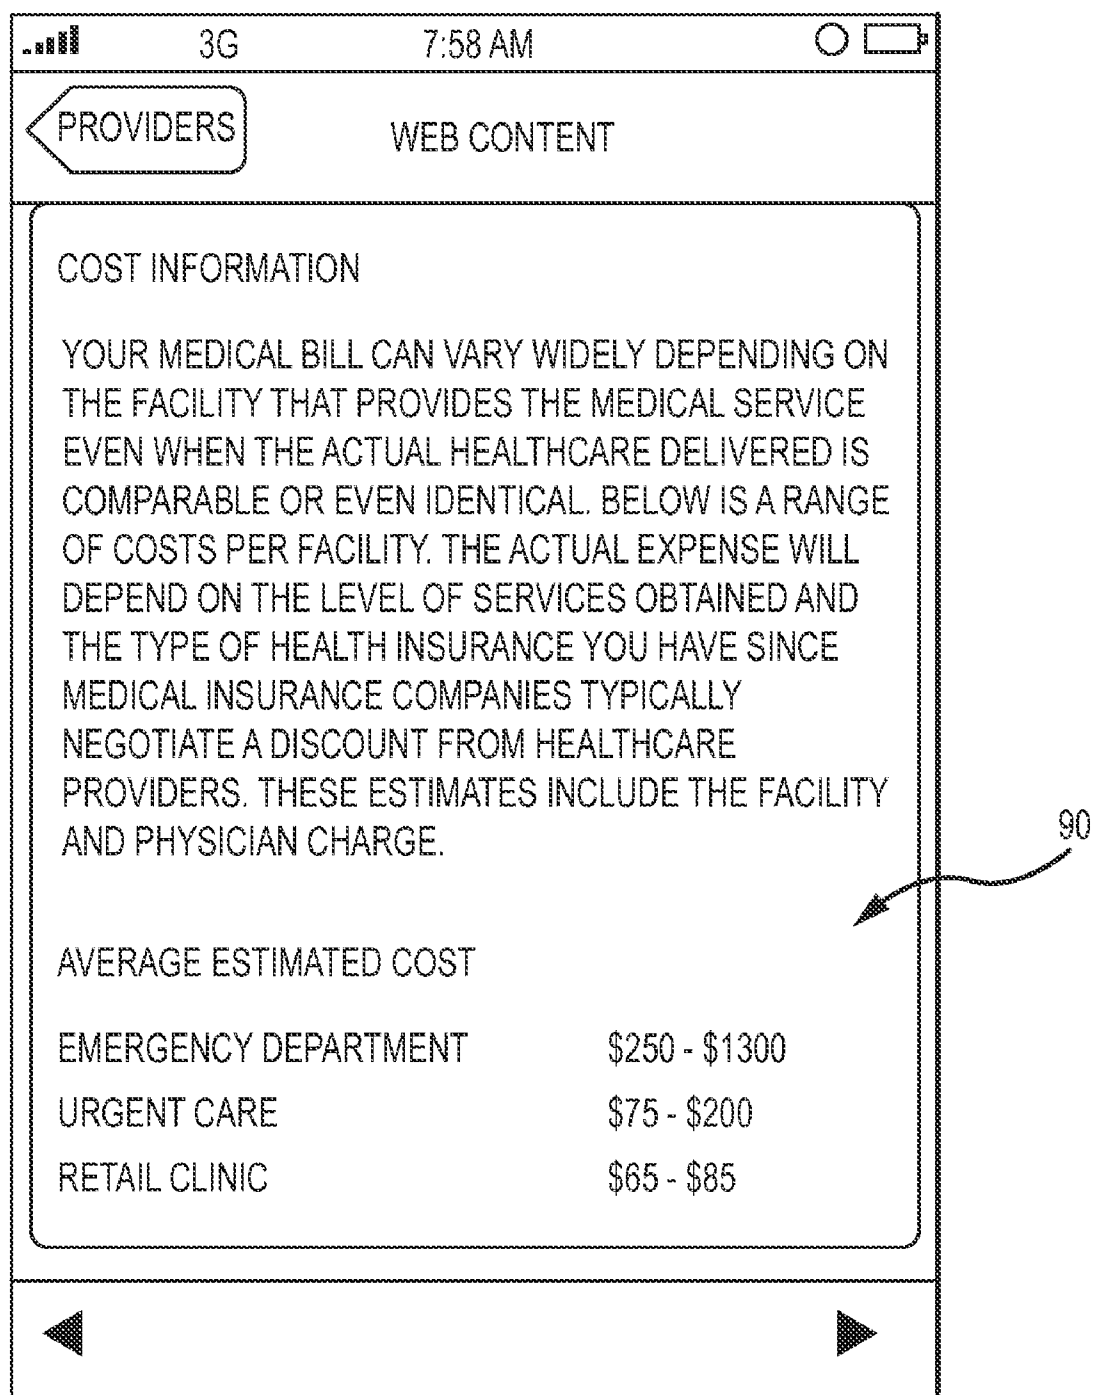 3G 7:58 AM
PROVIDERS
WEB CONTENT
COST INFORMATION
YOUR MEDICAL BILL CAN VARY WIDELY DEPENDING ON
THE FACILITY THAT PROVIDES THE MEDICAL SERVICE
EVEN WHEN THE ACTUAL HEALTHCARE DELIVERED IS
COMPARABLE OR EVEN IDENTICAL. BELOW IS A RANGE
OF COSTS PER FACILITY. THE ACTUAL EXPENSE WILL
DEPEND ON THE LEVEL OF SERVICES OBTAINED AND
THE TYPE OF HEALTH INSURANCE YOU HAVE SINCE
MEDICAL INSURANCE COMPANIES TYPICALLY
NEGOTIATE A DISCOUNT FROM HEALTHCARE
PROVIDERS. THESE ESTIMATES INCLUDE THE FACILITY
AND PHYSICIAN CHARGE.
90
AVERAGE ESTIMATED COST
EMERGENCY DEPARTMENT $250 - $1300
URGENT CARE $75 - $200
RETAIL CLINIC $65 - $85